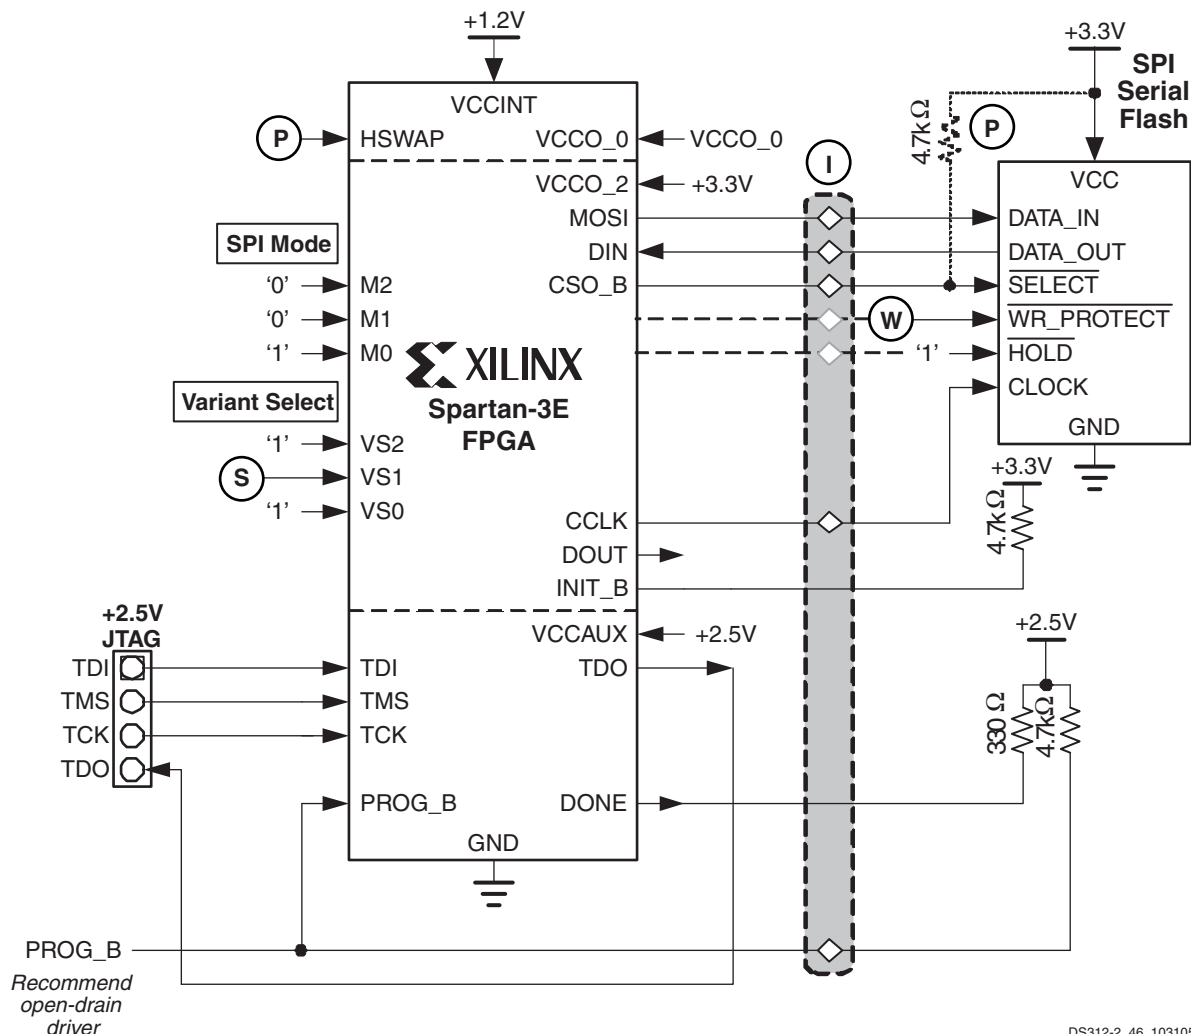 +1.2V
+3.3V
SPI
Serial
Flash
P
4.7kΩ
VCCINT
P
HSWAP
VCCO_0
VCCO_0
I
VCCO_2
+3.3V
VCC
MOSI
DATA_IN
SPI Mode
DIN
DATA_OUT
'0'
M2
CSO_B
SELECT
'0'
M1
W
WR_PROTECT
'1'
M0
'1'
HOLD
XILINX
CLOCK
Variant Select
Spartan-3E
FPGA
GND
'1'
VS2
S
VS1
+3.3V
'1'
VS0
4.7kΩ
CCLK
DOUT
INIT_B
+2.5V
JTAG
VCCAUX
+2.5V
+2.5V
TDI
TDI
TDO
TMS
TMS
330 Ω
4.7kΩ
TCK
TCK
TDO
PROG_B
DONE
GND
PROG_B
Recommend
open-drain
driver
DS312-2_46_103105